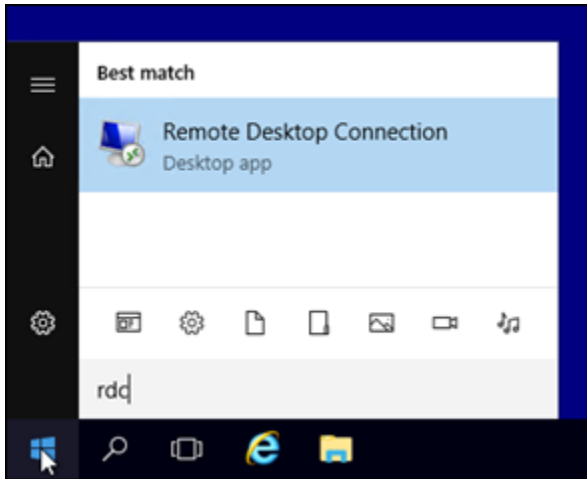 Best match
Remote Desktop Connection
Desktop app
rdc